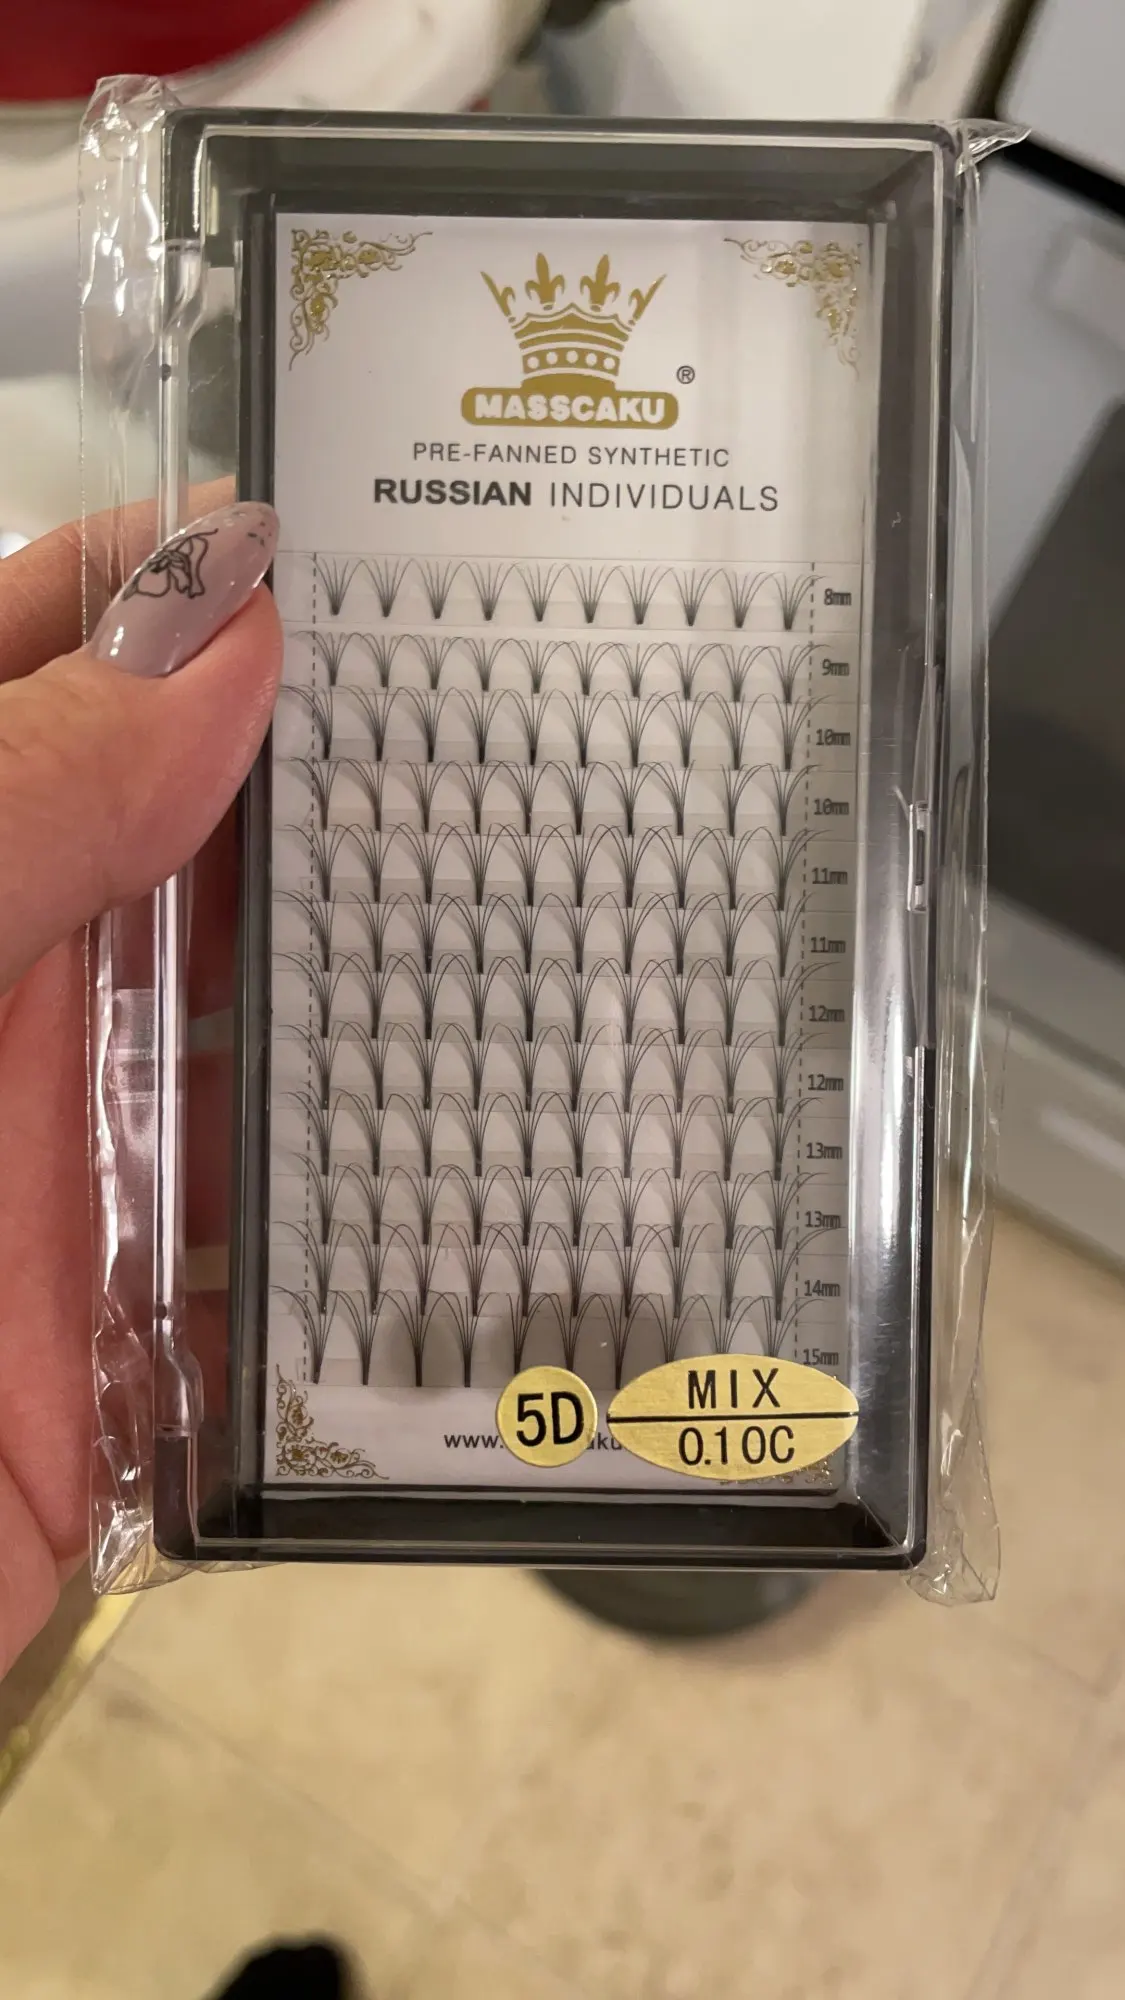 ®
MASSCAKU
PRE-FANNED SYNTHETIC
RUSSIAN INDIVIDUALS
8mm
9mm
10mm
10mm
11mm
11mm
12mm
12mm
13mm
13mm
14mm
15mm
5D
MIX
0.10C
www.